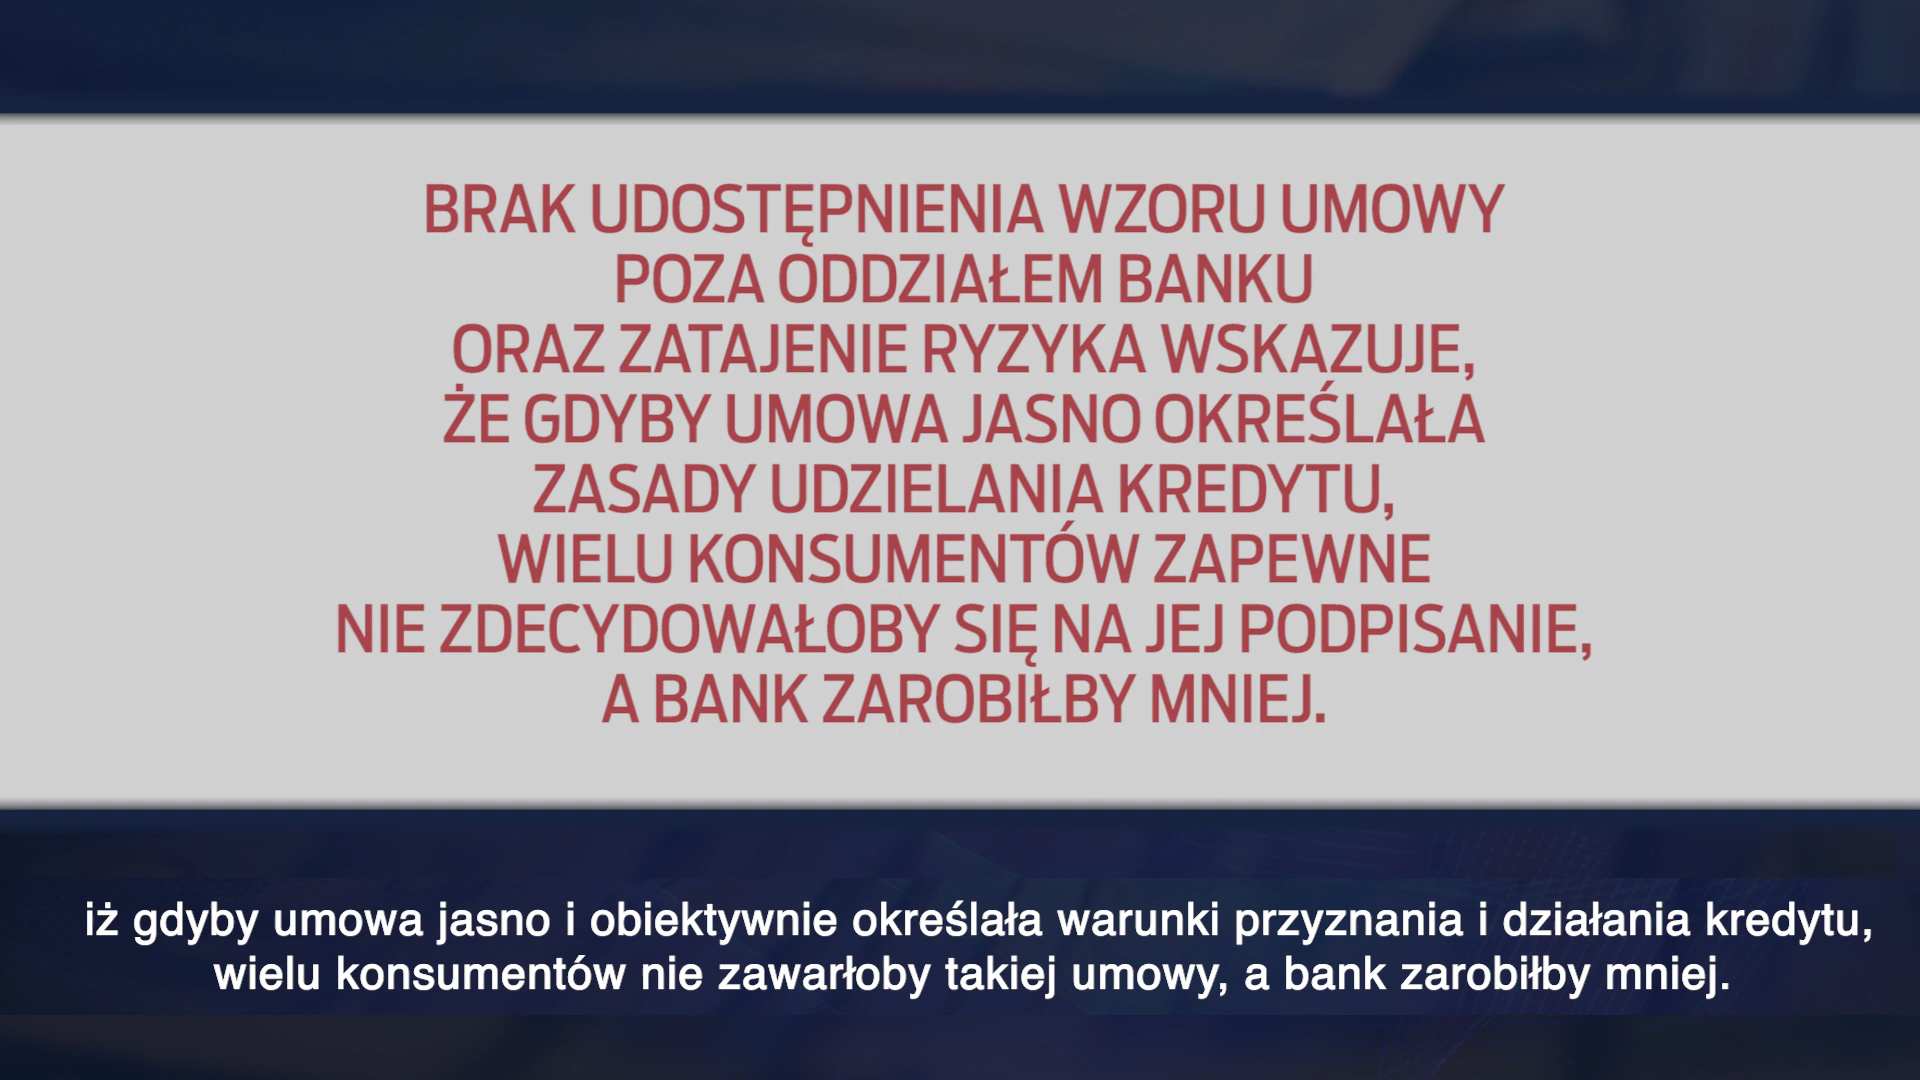 BRAK UDOSTĘPNIENIA WZORU UMOWY
POZA ODDZIAŁEM BANKU
ORAZ ZATAJENIE RYZYKA WSKAZUJE,
ŻE GDYBY UMOWA JASNO OKREŚLAŁA
ZASADY UDZIELANIA KREDYTU,
WIELU KONSUMENTÓW ZAPEWNE
NIE ZDECYDOWAŁOBY SIĘ NA JEJ PODPISANIE,
A BANK ZAROBIŁBY MNIEJ.
iż gdyby umowa jasno i obiektywnie określała warunki przyznania i działania kredytu,
wielu konsumentów nie zawarłoby takiej umowy, a bank zarobiłby mniej.